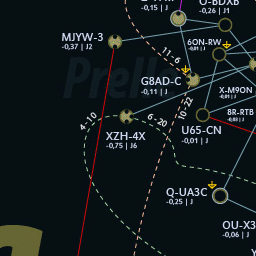 -0,15 | J
O-BDXB
-0,26 | J1
MJYW-3
-0,37 | J2
6ON-RW
11-6
G8AD-C
-0,11 | J
X-M9ON
10-22
8R-RTB
4-10
6-20
U65-CN
-0,01 | J
XZH-4X
-0,75 | J6
Q-UA3C
-0,25 | J
OU-X3
-0,06 | J